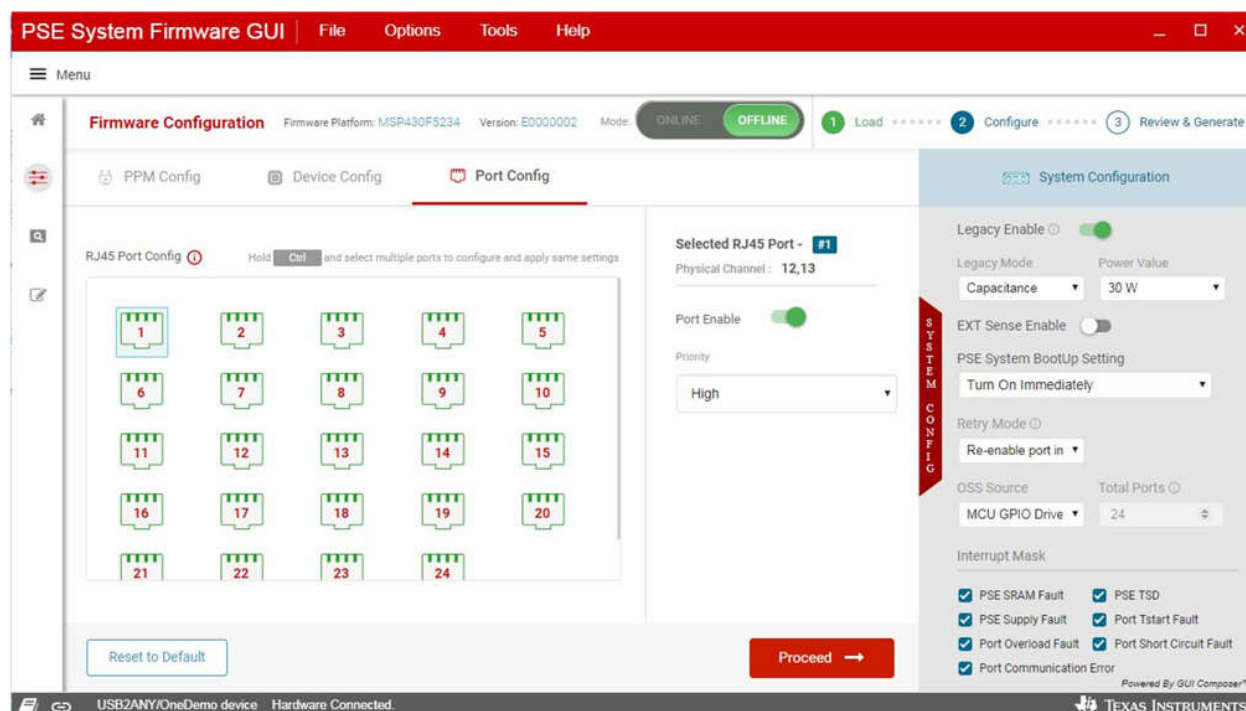 PSE System Firmware GUI File Options Tools Help
Menu
Firmware Configuration Firmware Platform: MSP430F5234 Version: E0000002 Mode: ONLINE OFFLINE 1 Load 2 Configure 3 Review & Generate
PPM Config Device Config Port Config
RJ45 Port Config Hold Ctrl and select multiple ports to configure and apply same settings
1 2 3 4 5
6 7 8 9 10
11 12 13 14 15
16 17 18 19 20
21 22 23 24
Reset to Default
Proceed
Selected RJ45 Port - #1
Physical Channel : 12,13
Port Enable
Priority
High
SYSTEM CONFIG
System Configuration
Legacy Enable
Legacy Mode Power Value
Capacitance 30 W
EXT Sense Enable
PSE System BootUp Setting
Turn On Immediately
Retry Mode
Re-enable port in
OSS Source Total Ports
MCU GPIO Drive 24
Interrupt Mask
PSE SRAM Fault PSE TSD
PSE Supply Fault Port Tstart Fault
Port Overload Fault Port Short Circuit Fault
Port Communication Error
Powered By GUI Composer™
USB2ANY/OneDemo device Hardware Connected.
TEXAS INSTRUMENTS